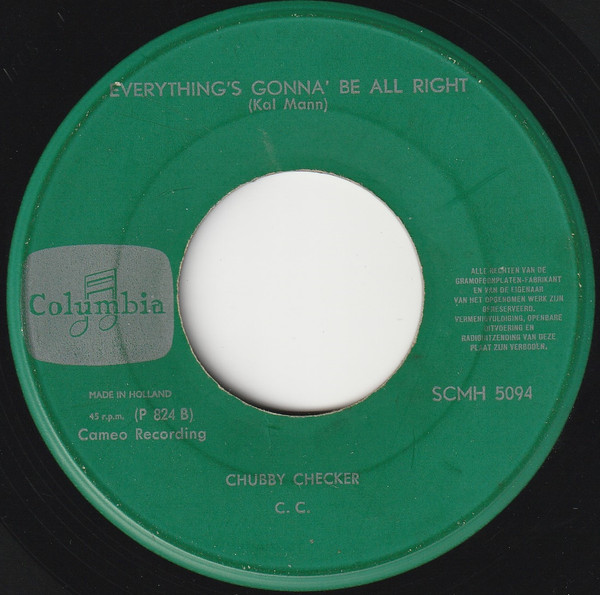 EVERYTHING'S GONNA' BE ALL RIGHT
(Kal Mann)
Columbia
ALLE RECHTEN VAN DE
GRAMOFOONPLATEN-FABRIKANT
EN VAN DE EIGENAAR
VAN HET OPGENOMEN WERK ZIJN
GERESERVEERD.
VERMENIGVULDIGING, OPENBARE
UITVOERING EN
RADIOUITZENDING VAN DEZE
PLAAT ZIJN VERBODEN.
MADE IN HOLLAND
45 r.p.m. (P 824 B)
Cameo Recording
SCMH 5094
CHUBBY CHECKER
C. C.